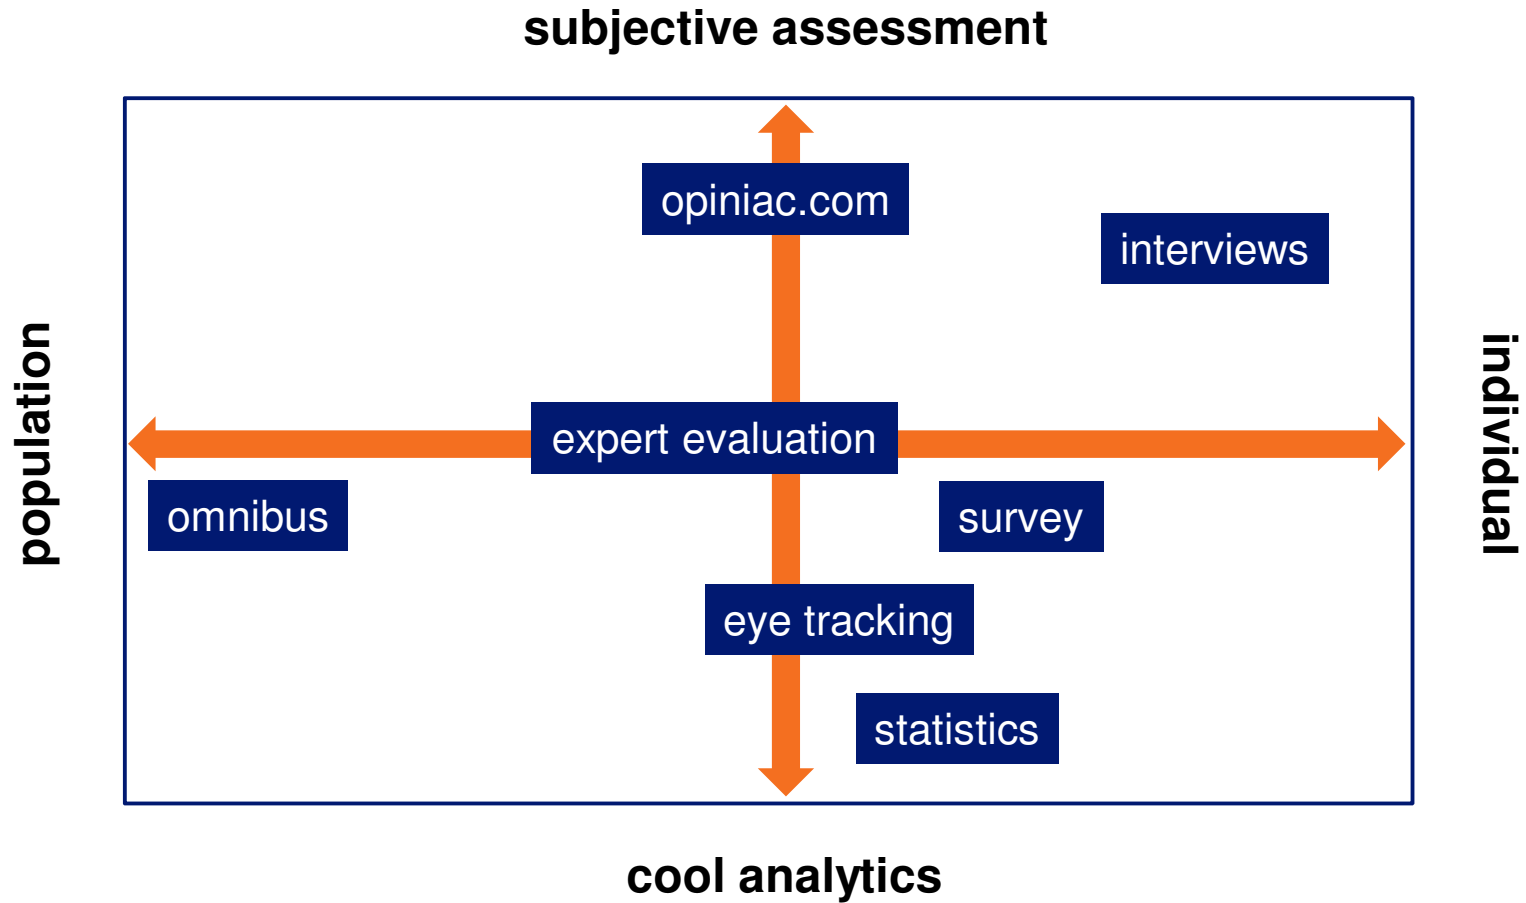 subjective assessment
opiniac.com
interviews
population
individual
expert evaluation
omnibus
survey
eye tracking
statistics
cool analytics